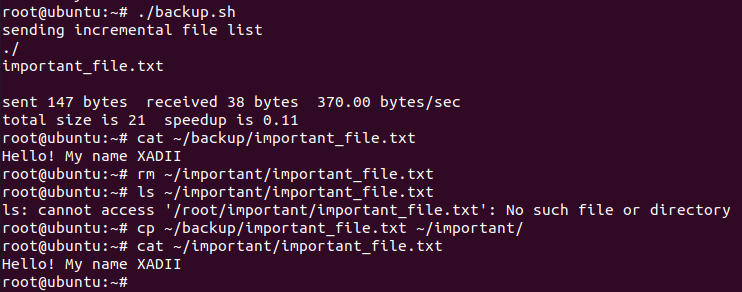 root@ubuntu:~# ./backup.sh
sending incremental file list
./
important_file.txt
sent 147 bytes  received 38 bytes  370.00 bytes/sec
total size is 21  speedup is 0.11
root@ubuntu:~# cat ~/backup/important_file.txt
Hello! My name XADII
root@ubuntu:~# rm ~/important/important_file.txt
root@ubuntu:~# ls ~/important/important_file.txt
ls: cannot access '/root/important/important_file.txt': No such file or directory
root@ubuntu:~# cp ~/backup/important_file.txt ~/important/
root@ubuntu:~# cat ~/important/important_file.txt
Hello! My name XADII
root@ubuntu:~#